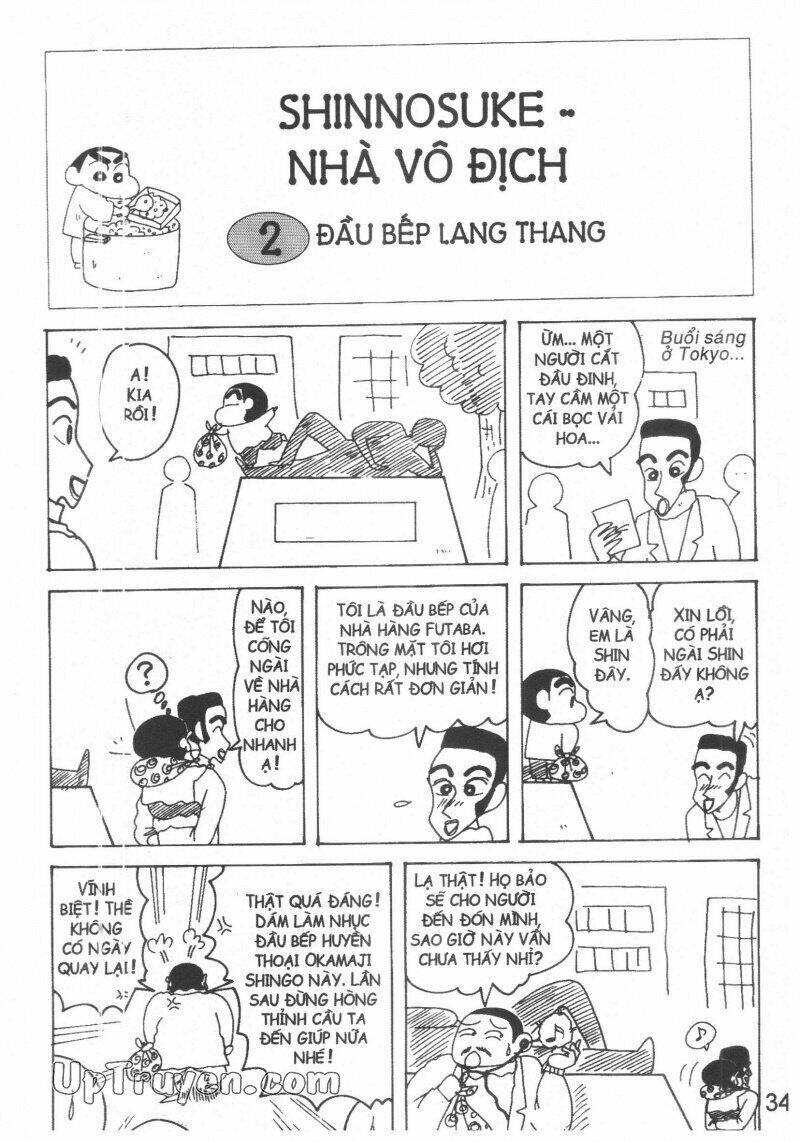 SHINNOSUKE -
NHÀ VÔ ĐỊCH
2 ĐẦU BẾP LANG THANG
Buổi sáng
ở Tokyo...
ỪM... MỘT
NGƯỜI CẮT
ĐẦU ĐINH,
TAY CẦM MỘT
CÁI BỌC VẢI
HOA...
A!
KIA
RỒI!
XIN LỖI,
CÓ PHẢI
NGÀI SHIN
ĐẤY KHÔNG
Ạ?
VÂNG,
EM LÀ
SHIN
ĐÂY.
TÔI LÀ ĐẦU BẾP CỦA
NHÀ HÀNG FUTABA.
TRÔNG MẶT TÔI HƠI
PHỨC TẠP, NHƯNG TÍNH
CÁCH RẤT ĐƠN GIẢN!
NÀO,
ĐỂ TÔI
CÕNG
NGÀI
VỀ NHÀ
HÀNG
CHO
NHANH
Ạ!
?
LẠ THẬT! HỌ BẢO
SẼ CHO NGƯỜI
ĐẾN ĐÓN MÌNH,
SAO GIỜ NÀY VẪN
CHƯA THẤY NHỈ?
THẬT QUÁ ĐÁNG!
DÁM LÀM NHỤC
ĐẦU BẾP HUYỀN
THOẠI OKAMAJI
SHINGO NÀY. LẦN
SAU ĐỪNG HÒNG
THỈNH CẦU TA
ĐẾN GIÚP NỮA
NHÉ!
VĨNH
BIỆT! THỀ
KHÔNG
CÓ NGÀY
QUAY LẠI!
UpTruyen.com
34